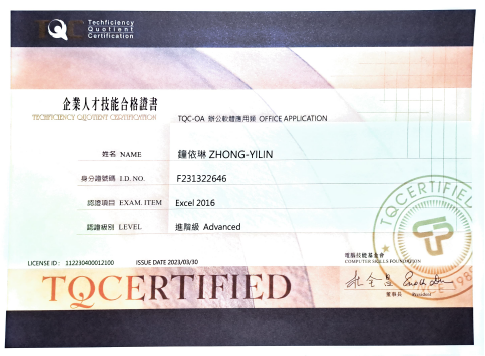 TQC Techficiency
Quotient
Certification
企業人才技能合格證書
TECHFICIENCY QUOTIENT CERTIFICATION
TQC-OA 辦公軟體應用類 OFFICE APPLICATION
姓名 NAME 鐘依琳 ZHONG-YILIN
身分證號碼 I.D. NO. F231322646
認證項目 EXAM. ITEM Excel 2016
認證級別 LEVEL 進階級 Advanced
LICENSE ID : 112230400012100 ISSUE DATE 2023/03/30
電腦技能基金會
COMPUTER SKILLS FOUNDATION
董事長 President
TQCERTIFIED
TQCERTIFIED